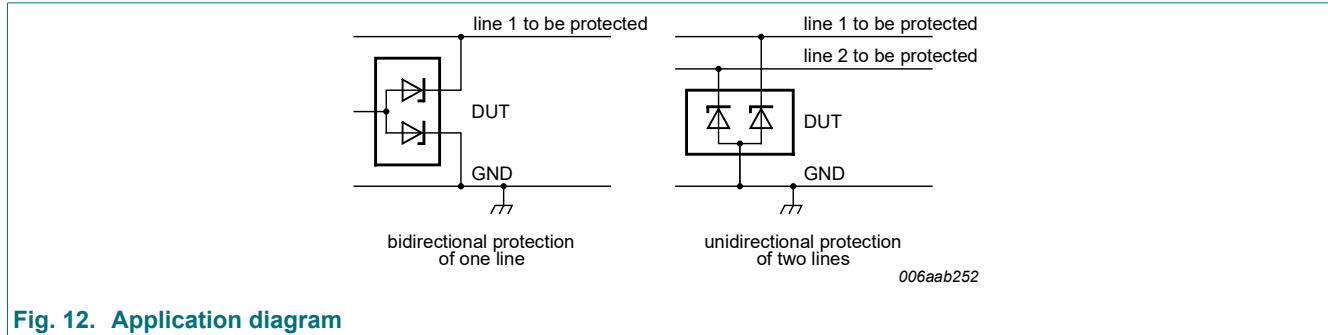 line 1 to be protected
DUT
GND
bidirectional protection
of one line
line 1 to be protected
line 2 to be protected
DUT
GND
unidirectional protection
of two lines
006aab252
Fig. 12. Application diagram